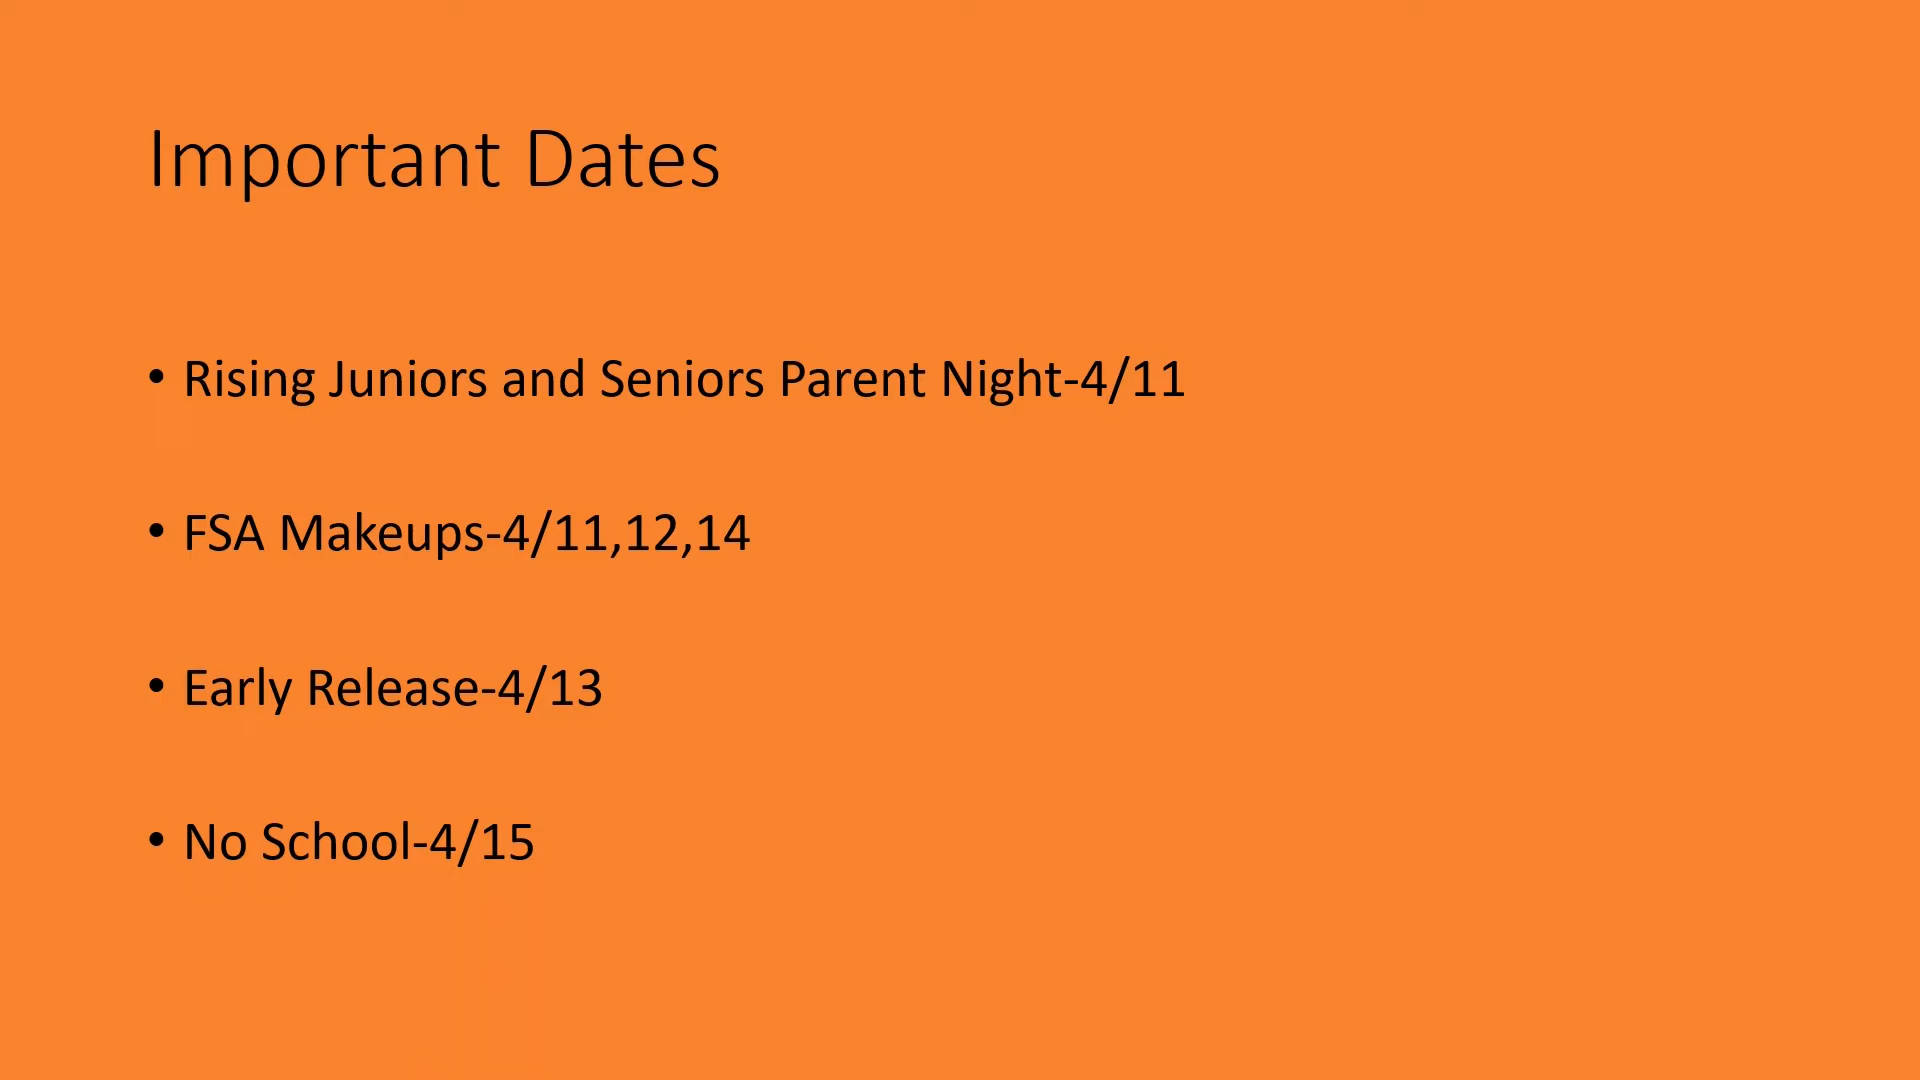 Important Dates
• Rising Juniors and Seniors Parent Night-4/11
• FSA Makeups-4/11,12,14
• Early Release-4/13
• No School-4/15